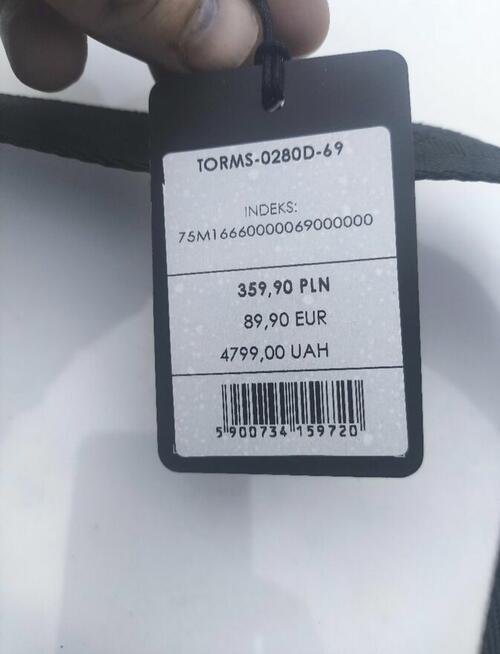 TORMS-0280D-69
INDEKS:
75M16660000069000000
359,90 PLN
89,90 EUR
4799,00 UAH
5 900734 159720